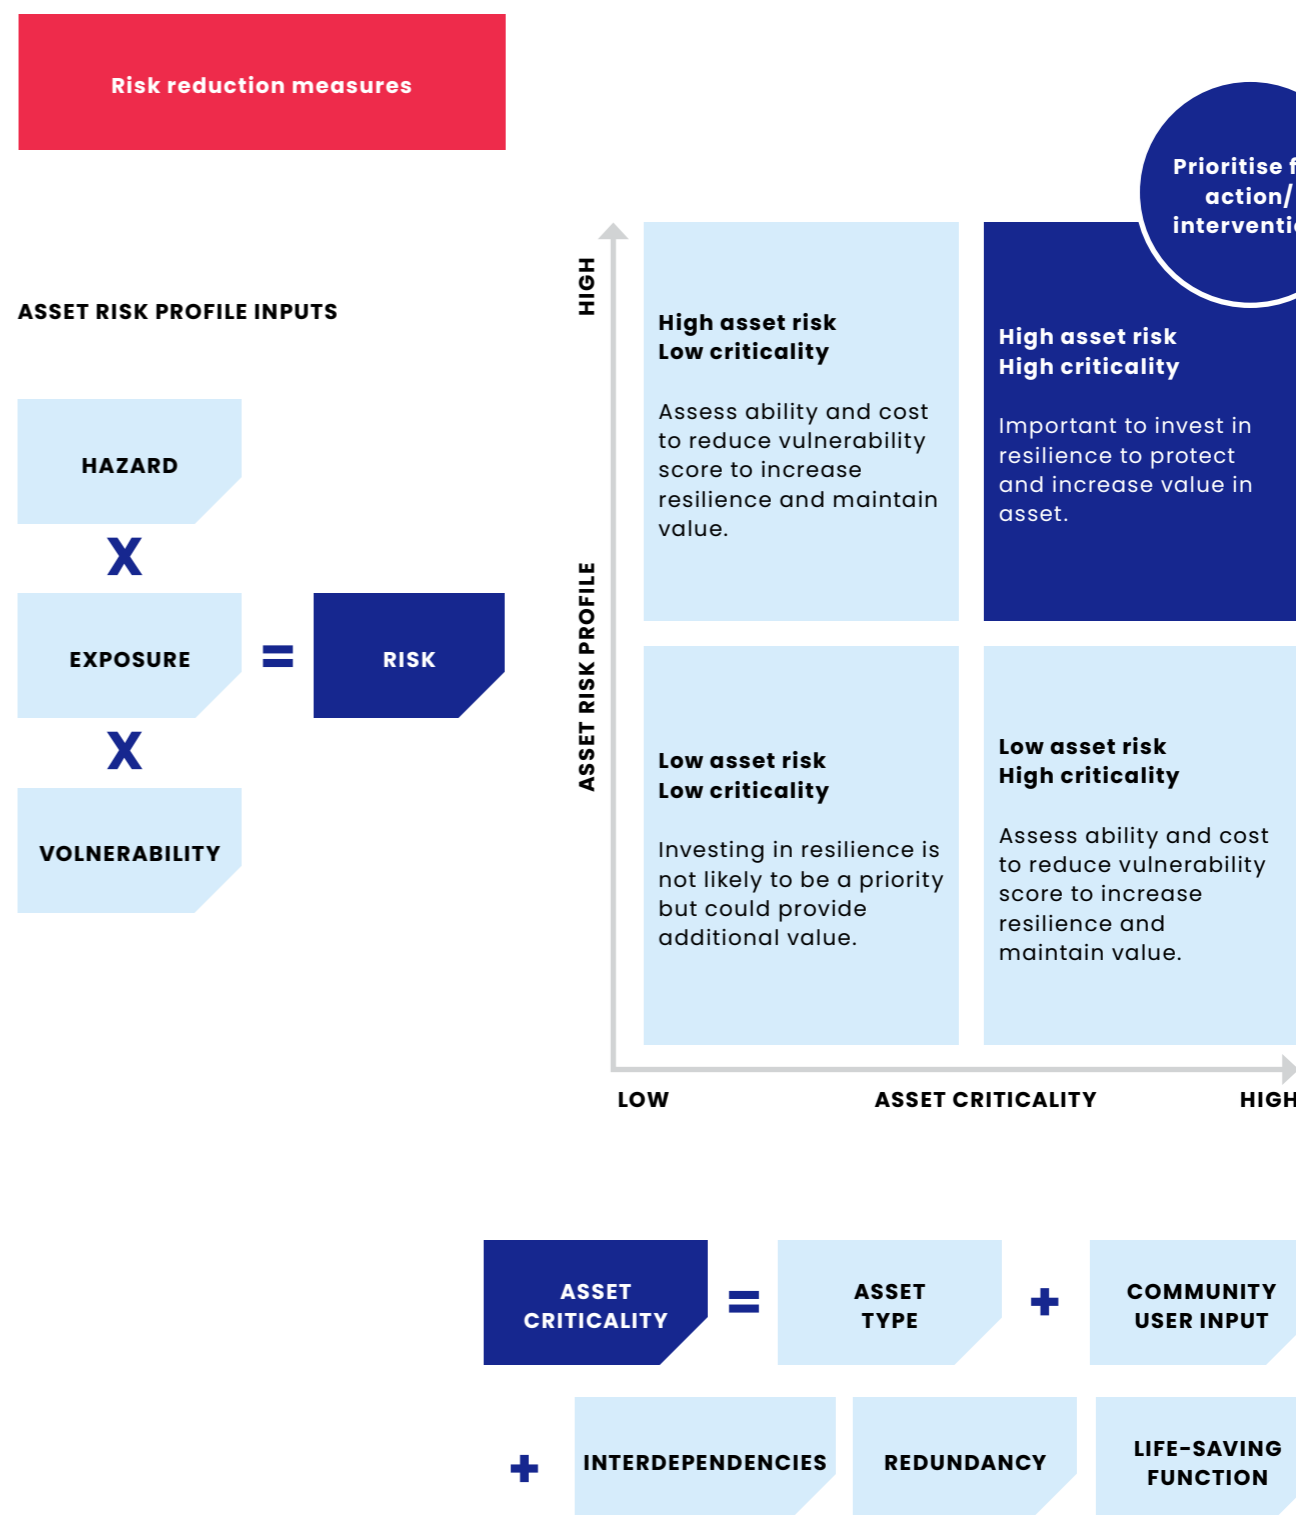 Risk reduction measures
Prioritise f
action/
interventi
ASSET RISK PROFILE INPUTS
HAZARD
X
EXPOSURE
=
RISK
X
VOLNERABILITY
HIGH
ASSET RISK PROFILE
High asset risk
Low criticality
Assess ability and cost
to reduce vulnerability
score to increase
resilience and maintain
value.
High asset risk
High criticality
Important to invest in
resilience to protect
and increase value in
asset.
Low asset risk
Low criticality
Investing in resilience is
not likely to be a priority
but could provide
additional value.
Low asset risk
High criticality
Assess ability and cost
to reduce vulnerability
score to increase
resilience and
maintain value.
LOW
ASSET CRITICALITY
HIGH
ASSET
CRITICALITY
=
ASSET
TYPE
+
COMMUNITY
USER INPUT
+
INTERDEPENDENCIES
REDUNDANCY
LIFE-SAVING
FUNCTION